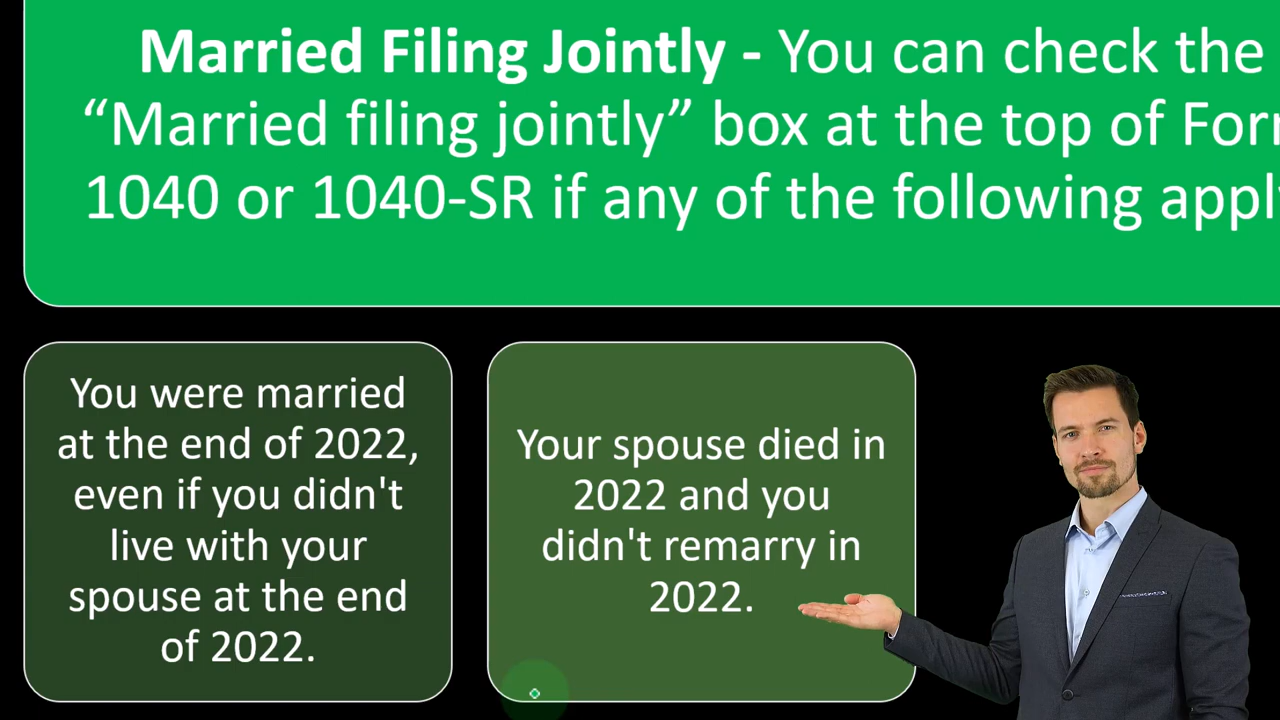 Married Filing Jointly - You can check the
“Married filing jointly” box at the top of
1040 or 1040-SR if any of the following
You were married
at the end of 2022,
even if you didn't
live with your
spouse at the end
of 2022.
Your spouse died in
2022 and you
didn't remarry in
2022.